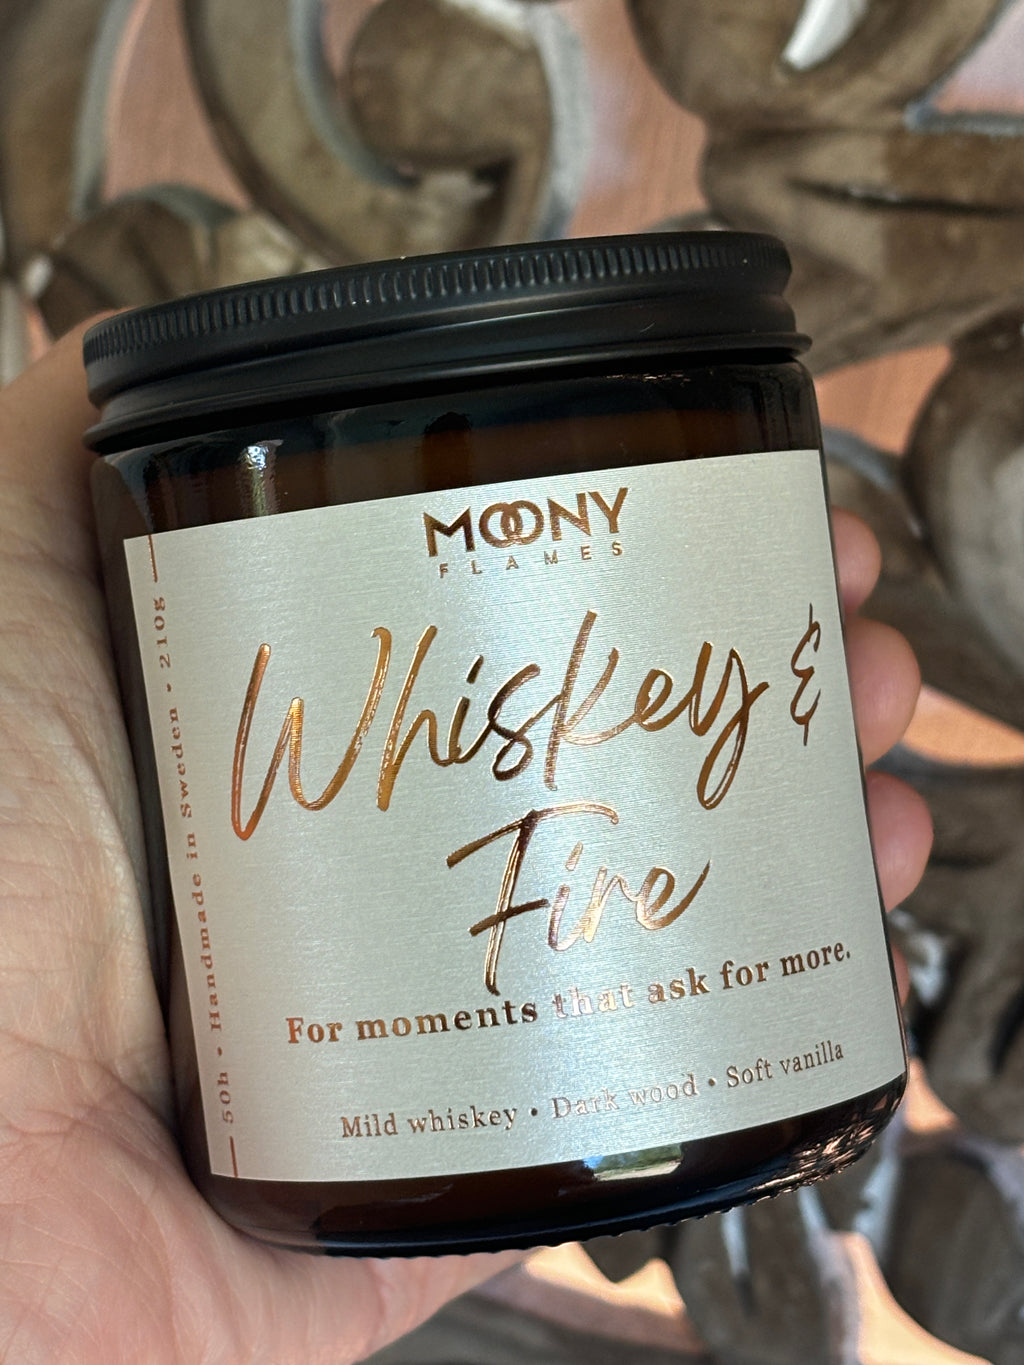 MOONY
FLAMES
Whiskey &
Fire
For moments that ask for more.
Mild whiskey • Dark wood • Soft vanilla
50h • Handmade in Sweden • 210g